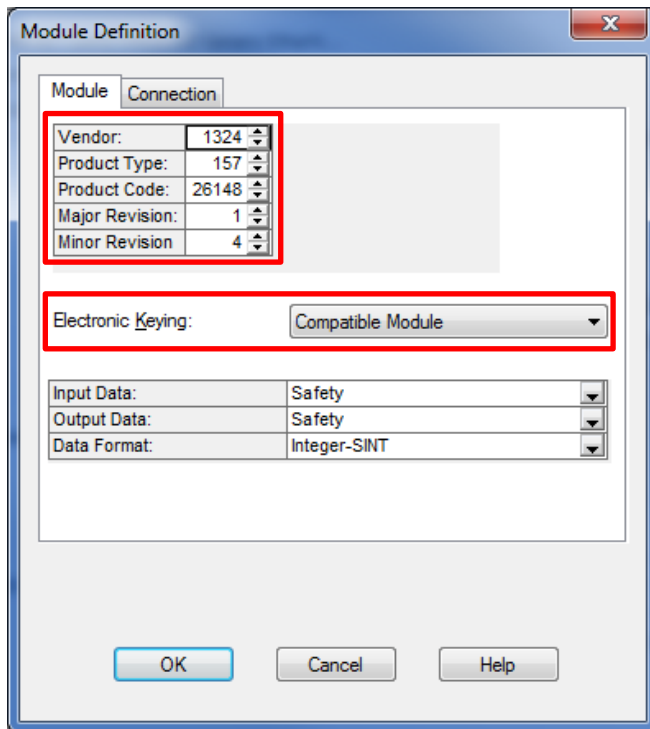 Module Definition
Module Connection
Vendor: 1324
Product Type: 157
Product Code: 26148
Major Revision: 1
Minor Revision 4
Electronic Keying: Compatible Module
Input Data: Safety
Output Data: Safety
Data Format: Integer-SINT
OK Cancel Help